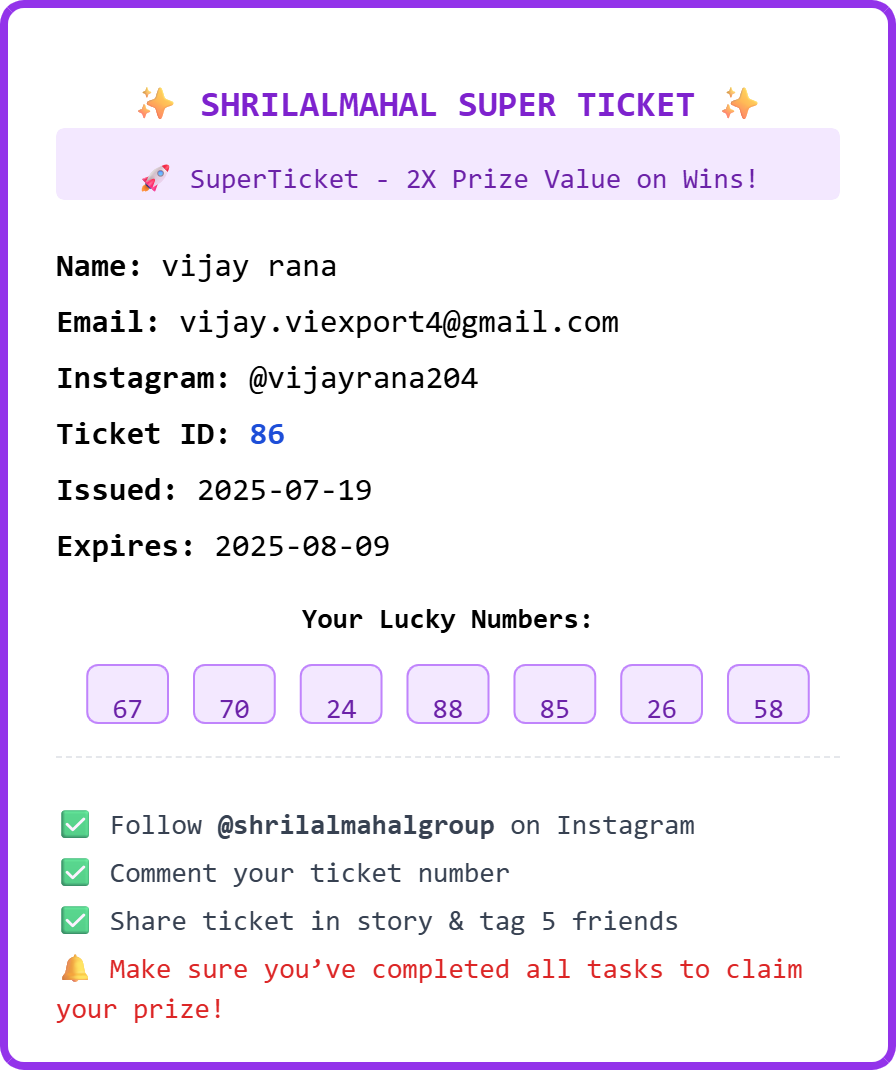 ✨ SHRILALMAHAL SUPER TICKET ✨
🚀 SuperTicket - 2X Prize Value on Wins!
Name: vijay rana
Email: vijay.viexport4@gmail.com
Instagram: @vijayrana204
Ticket ID: 86
Issued: 2025-07-19
Expires: 2025-08-09
Your Lucky Numbers:
67 70 24 88 85 26 58
✅ Follow @shrilalmahalgroup on Instagram
✅ Comment your ticket number
✅ Share ticket in story & tag 5 friends
🔔 Make sure you’ve completed all tasks to claim
your prize!